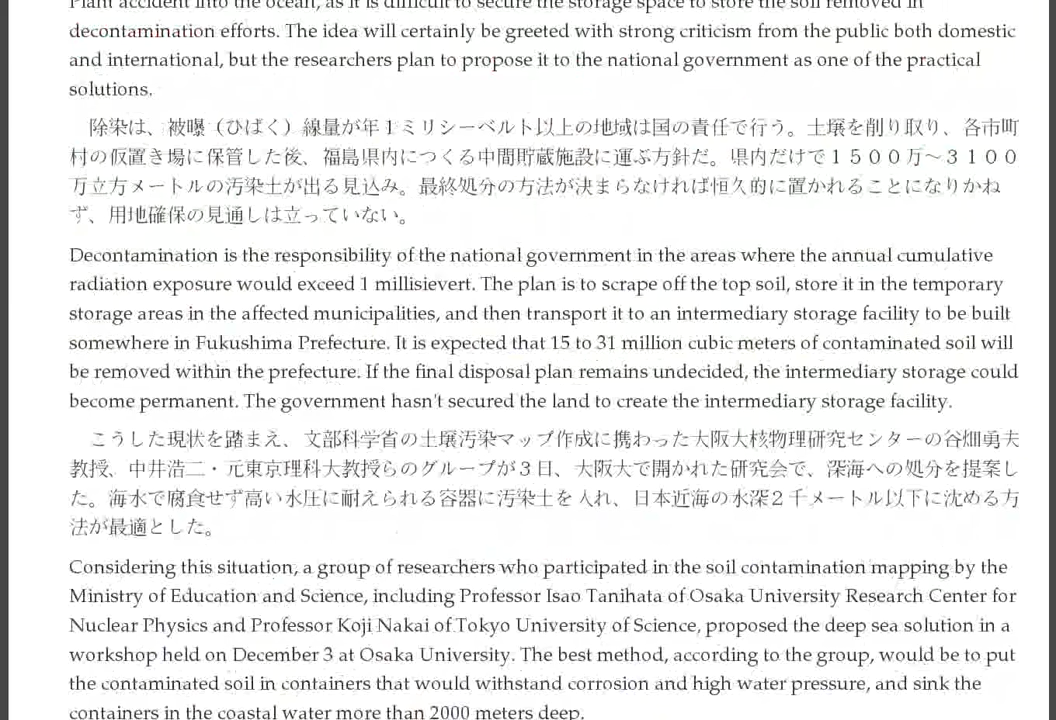 Plant accident into the ocean, as it is difficult to secure the storage space to store the soil removed in
decontamination efforts. The idea will certainly be greeted with strong criticism from the public both domestic
and international, but the researchers plan to propose it to the national government as one of the practical
solutions.
除染は、被曝（ひばく）線量が年１ミリシーベルト以上の地域は国の責任で行う。土壌を削り取り、各市町
村の仮置き場に保管した後、福島県内につくる中間貯蔵施設に運ぶ方針だ。県内だけで１５００万～３１００
万立方メートルの汚染土が出る見込み。最終処分の方法が決まらなければ恒久的に置かれることになりかね
ず、用地確保の見通しは立っていない。
Decontamination is the responsibility of the national government in the areas where the annual cumulative
radiation exposure would exceed 1 millisievert. The plan is to scrape off the top soil, store it in the temporary
storage areas in the affected municipalities, and then transport it to an intermediary storage facility to be built
somewhere in Fukushima Prefecture. It is expected that 15 to 31 million cubic meters of contaminated soil will
be removed within the prefecture. If the final disposal plan remains undecided, the intermediary storage could
become permanent. The government hasn't secured the land to create the intermediary storage facility.
こうした現状を踏まえ、文部科学省の土壌汚染マップ作成に携わった大阪大核物理研究センターの谷畑勇夫
教授、中井浩二・元東京理科大教授らのグループが３日、大阪大で開かれた研究会で、深海への処分を提案し
た。海水で腐食せず高い水圧に耐えられる容器に汚染土を入れ、日本近海の水深２千メートル以下に沈める方
法が最適とした。
Considering this situation, a group of researchers who participated in the soil contamination mapping by the
Ministry of Education and Science, including Professor Isao Tanihata of Osaka University Research Center for
Nuclear Physics and Professor Koji Nakai of Tokyo University of Science, proposed the deep sea solution in a
workshop held on December 3 at Osaka University. The best method, according to the group, would be to put
the contaminated soil in containers that would withstand corrosion and high water pressure, and sink the
containers in the coastal water more than 2000 meters deep.